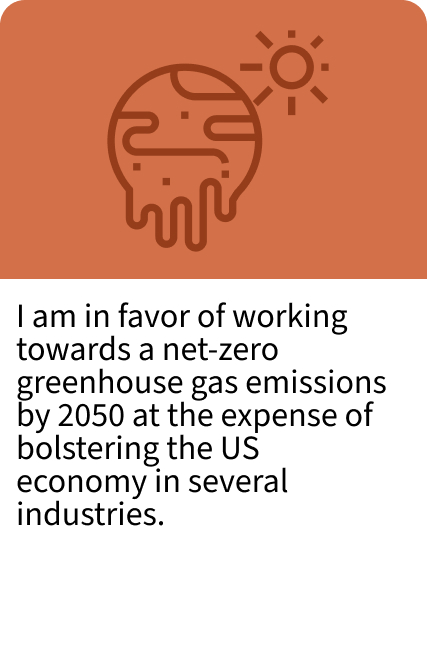 I am in favor of working
towards a net-zero
greenhouse gas emissions
by 2050 at the expense of
bolstering the US
economy in several
industries.